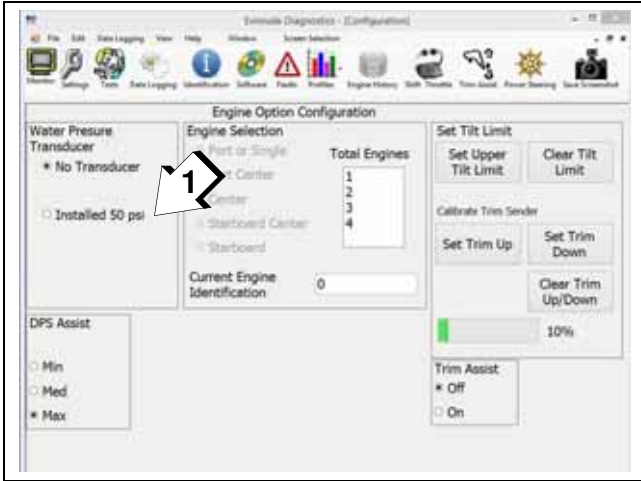 Evinrude Diagnostics - [Configuration]
File Edit Data Logging View Help Window Screen Selection
Monitor Settings Tests Data Logging Identification Software Faults Profiles Engine History Shift Throttle Trim Assist Power Steering Save Screenshot
Engine Option Configuration
Water Presure
Transducer
No Transducer
Installed 50 psi
1
Engine Selection
Port or Single
Port Center
Center
Starboard Center
Starboard
Total Engines
1
2
3
4
Current Engine
Identification
0
Set Tilt Limit
Set Upper
Tilt Limit
Clear Tilt
Limit
Calibrate Trim Sender
Set Trim Up
Set Trim
Down
Clear Trim
Up/Down
10%
DPS Assist
Min
Med
Max
Trim Assist
Off
On